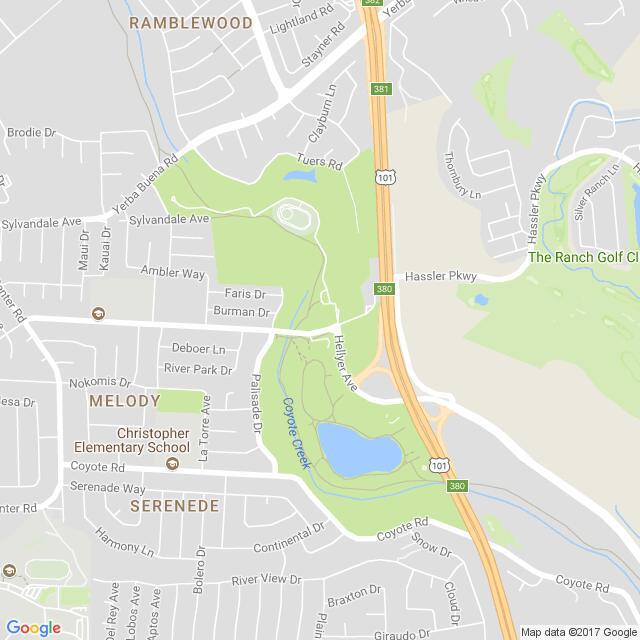 382
Yerba
RAMBLEWOOD
Lightland Rd
Stayner Rd
381
Clayburn Ln
Brodie Dr
Tuers Rd
Yerba Buena Rd
101
Thornbury Ln
Hassler Pkwy
Silver Ranch Ln
Sylvandale Ave
Sylvandale Ave
Maui Dr
Kauai Dr
The Ranch Golf Cl
Ambler Way
Hassler Pkwy
Faris Dr
380
Burman Dr
Deboer Ln
Hellyer Ave
River Park Dr
Nokomis Dr
Palisade Dr
MELODY
La Torre Ave
Coyote Creek
Christopher
Elementary School
Coyote Rd
101
Serenede Way
380
SERENEDE
Harmony Ln
Continental Dr
Coyote Rd
Snow Dr
Bolero Dr
River View Dr
Coyote Rd
Braxton Dr
Cloud Dr
Del Rey Ave
Athos Ave
Giraudo Dr
Google
Map data ©2017 Google